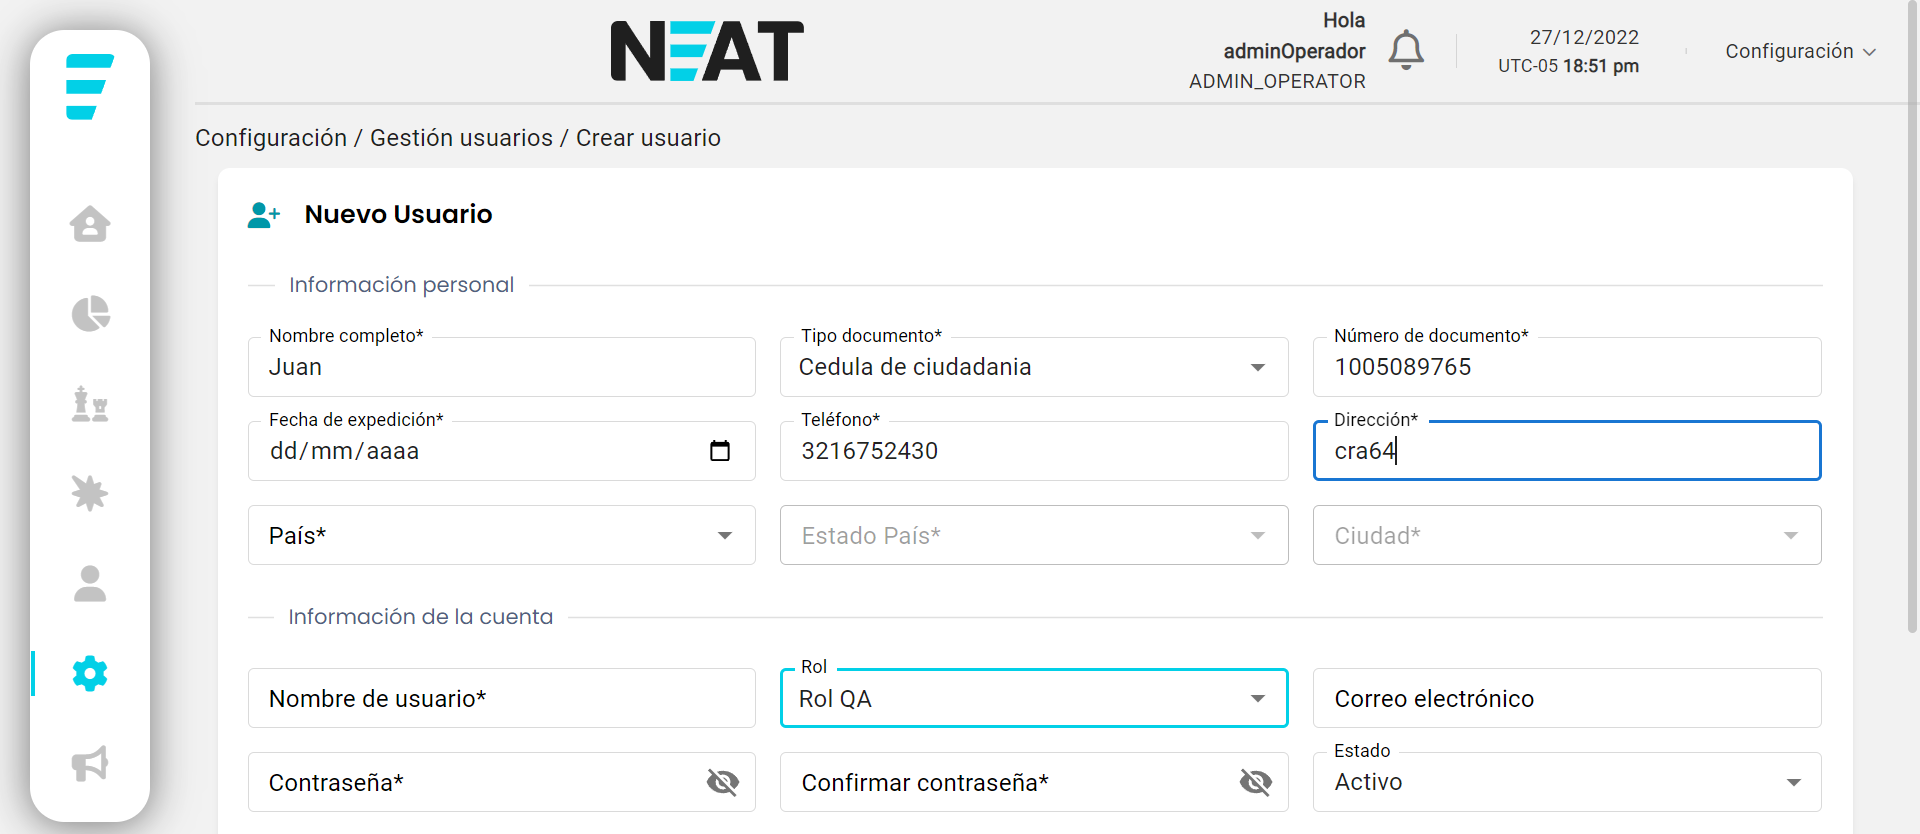 NEAT
Hola
adminOperador
ADMIN_OPERATOR
27/12/2022
UTC-05 18:51 pm
Configuración
Configuración / Gestión usuarios / Crear usuario
Nuevo Usuario
Información personal
Nombre completo*
Juan
Tipo documento*
Cedula de ciudadania
Número de documento*
1005089765
Fecha de expedición*
dd/mm/aaaa
Teléfono*
3216752430
Dirección*
cra64
País*
Estado País*
Ciudad*
Información de la cuenta
Nombre de usuario*
Rol
Rol QA
Correo electrónico
Contraseña*
Confirmar contraseña*
Estado
Activo